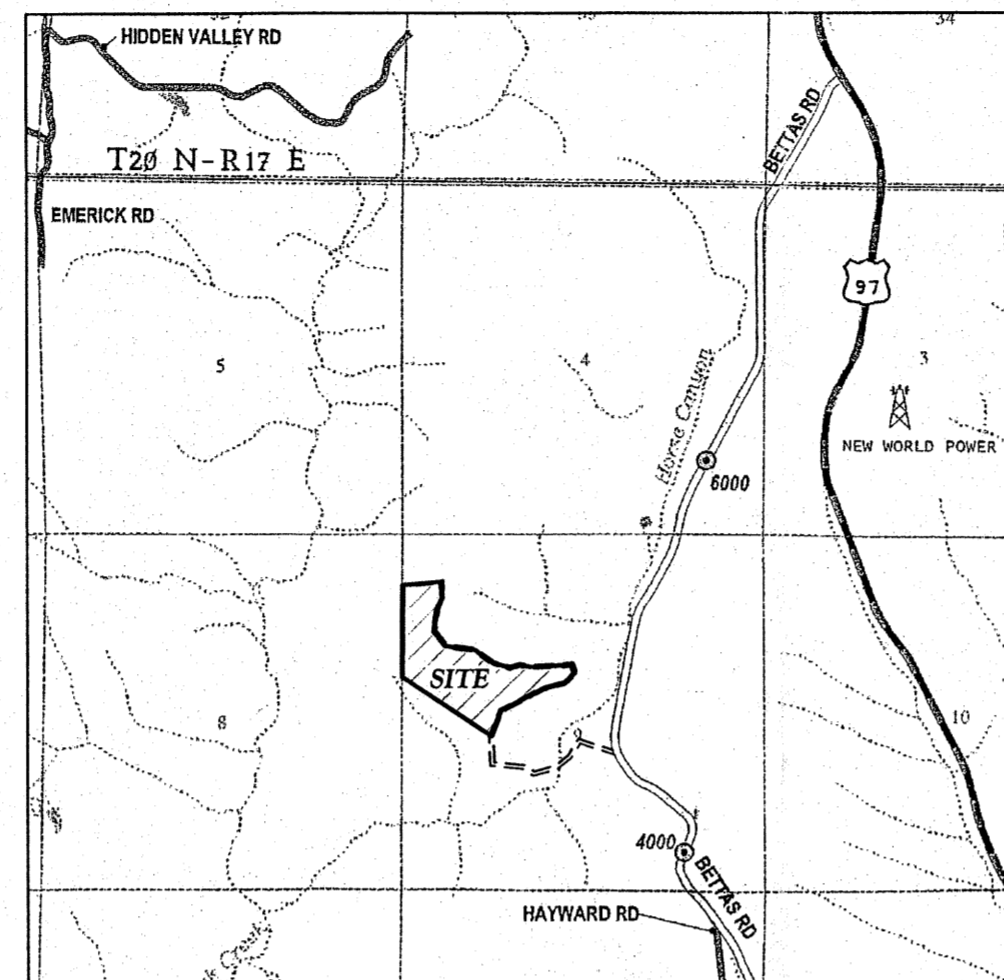 34
HIDDEN VALLEY RD
BETTAS RD
T20 N-R17 E
EMERICK RD
97
5
4
3
Horse Canyon
NEW WORLD POWER
6000
SITE
8
10
4000
BETTAS RD
HAYWARD RD
Creek